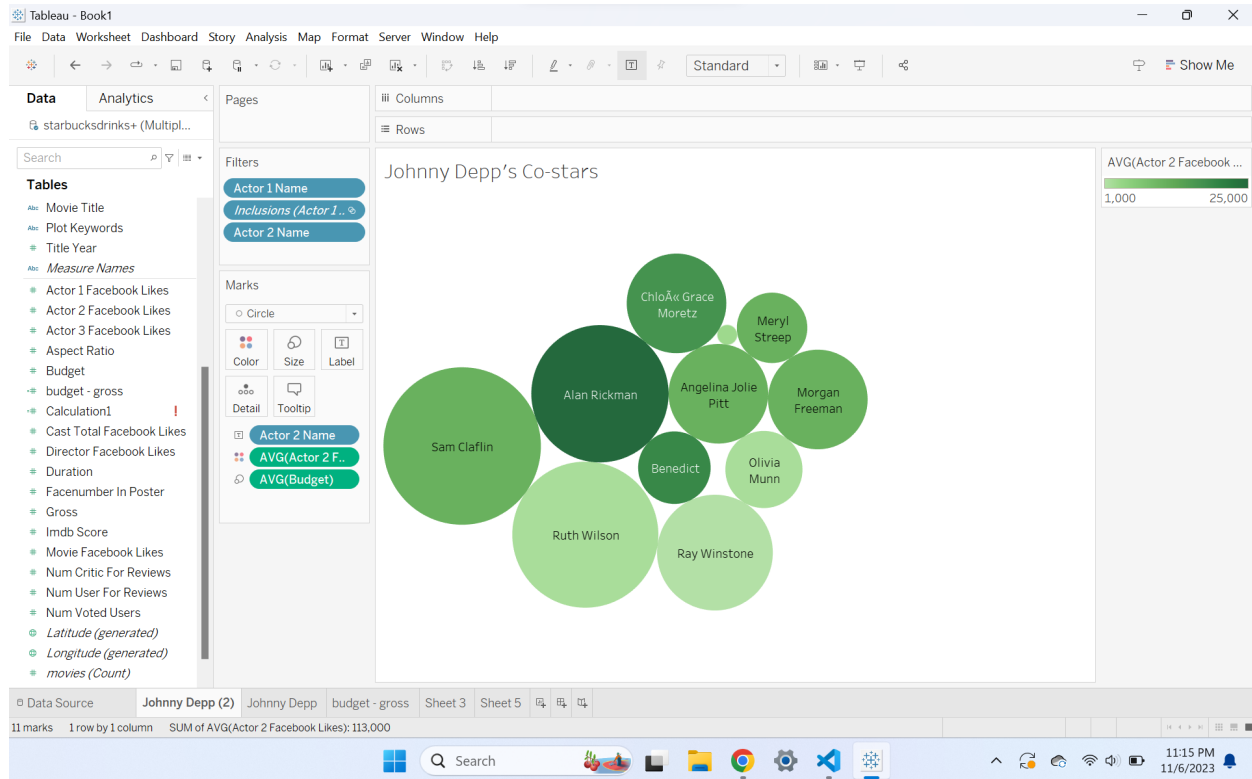 Tableau - Book1
File Data Worksheet Dashboard Story Analysis Map Format Server Window Help
Standard
Show Me
Data Analytics
starbucksdrinks+ (Multipl...
Search
Tables
Abc Movie Title
Abc Plot Keywords
# Title Year
Abc Measure Names
# Actor 1 Facebook Likes
# Actor 2 Facebook Likes
# Actor 3 Facebook Likes
# Aspect Ratio
# Budget
=# budget - gross
=# Calculation1 !
# Cast Total Facebook Likes
# Director Facebook Likes
# Duration
# Facenumber In Poster
# Gross
# Imdb Score
# Movie Facebook Likes
# Num Critic For Reviews
# Num User For Reviews
# Num Voted Users
Latitude (generated)
Longitude (generated)
# movies (Count)
Pages
Filters
Actor 1 Name
Inclusions (Actor 1 ..
Actor 2 Name
Marks
Circle
Color Size Label
Detail Tooltip
Actor 2 Name
AVG(Actor 2 F..
AVG(Budget)
Columns
Rows
Johnny Depp's Co-stars
ChloÃ« Grace
Moretz
Meryl
Streep
Alan Rickman
Angelina Jolie
Pitt
Morgan
Freeman
Sam Claflin
Benedict
Olivia
Munn
Ruth Wilson
Ray Winstone
AVG(Actor 2 Facebook ...
1,000 25,000
Data Source Johnny Depp (2) Johnny Depp budget - gross Sheet 3 Sheet 5
11 marks 1 row by 1 column SUM of AVG(Actor 2 Facebook Likes): 113,000
Search
11:15 PM
11/6/2023